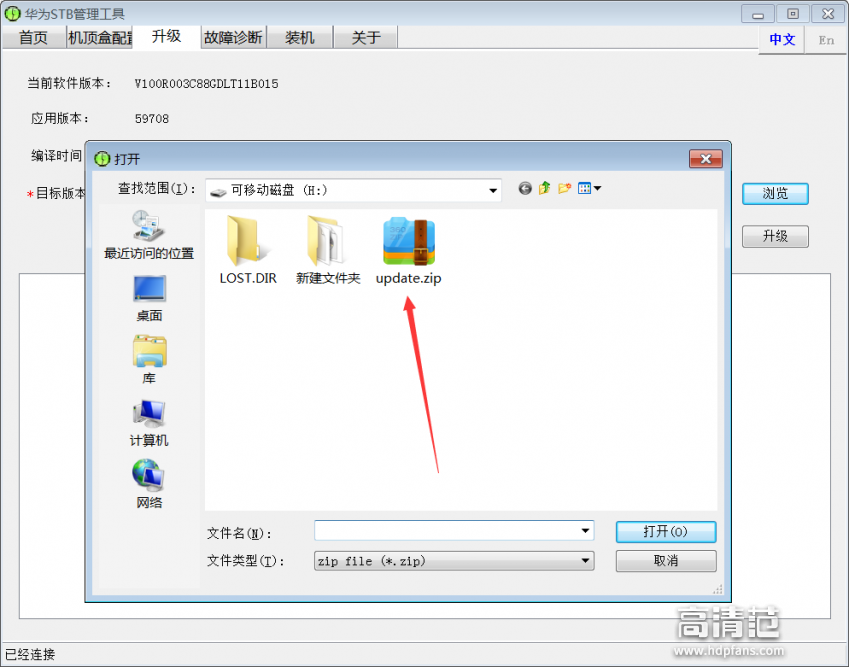 华为STB管理工具
首页 机顶盒配置 升级 故障诊断 装机 关于 中文 En
当前软件版本： V100R003C88GDLT11B015
应用版本： 59708
编译时间
*目标版本
浏览
升级
打开
查找范围(I)： 可移动磁盘 (H:)
最近访问的位置
桌面
库
计算机
网络
LOST.DIR 新建文件夹 update.zip
文件名(N)： 打开(O)
文件类型(T)： zip file (*.zip) 取消
高清范
www.hdpfans.com
已经连接